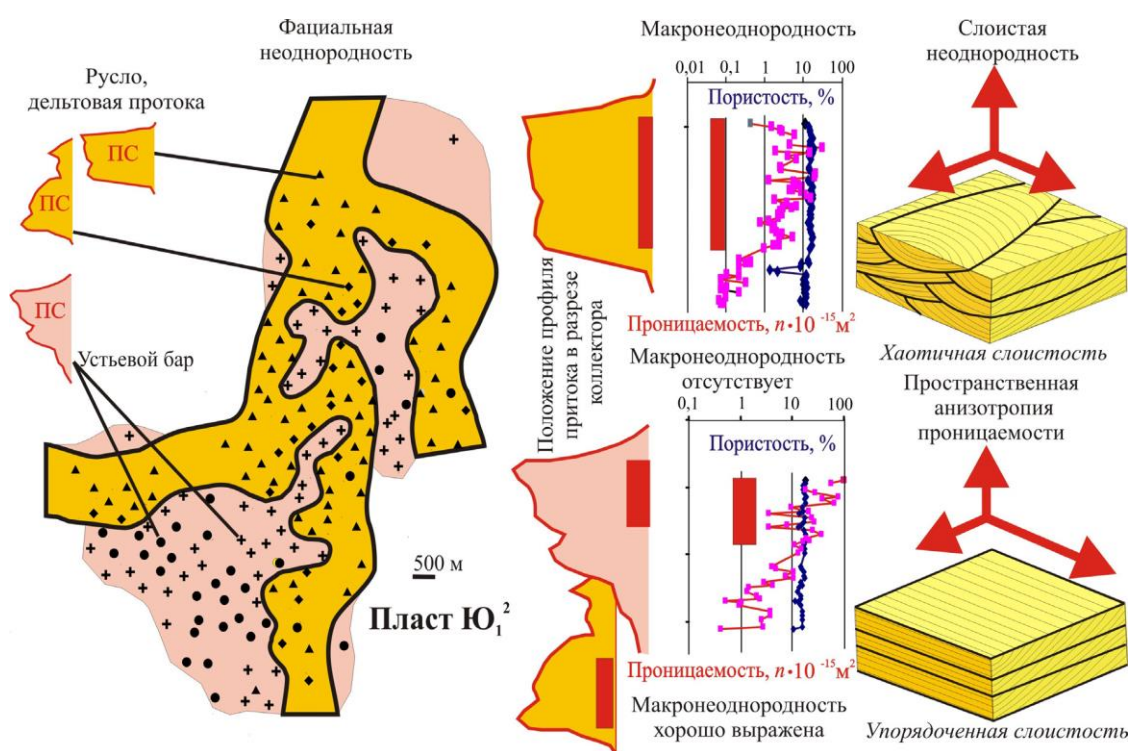 Фациальная
неоднородность
Русло,
дельтовая протока
ПС
ПС
ПС
Устьевой бар
500 м
Пласт Ю₁²
Положение профиля
притока в разрезе
коллектора
Макронеоднородность
0,01 0,1 1 10 100
Пористость, %
Проницаемость, n•10 ⁻¹⁵м²
Макронеоднородность
отсутствует
0,1 1 10 100
Пористость, %
Проницаемость, n•10 ⁻¹⁵м²
Макронеоднородность
хорошо выражена
Слоистая
неоднородность
Хаотичная слоистость
Пространственная
анизотропия
проницаемости
Упорядоченная слоистость